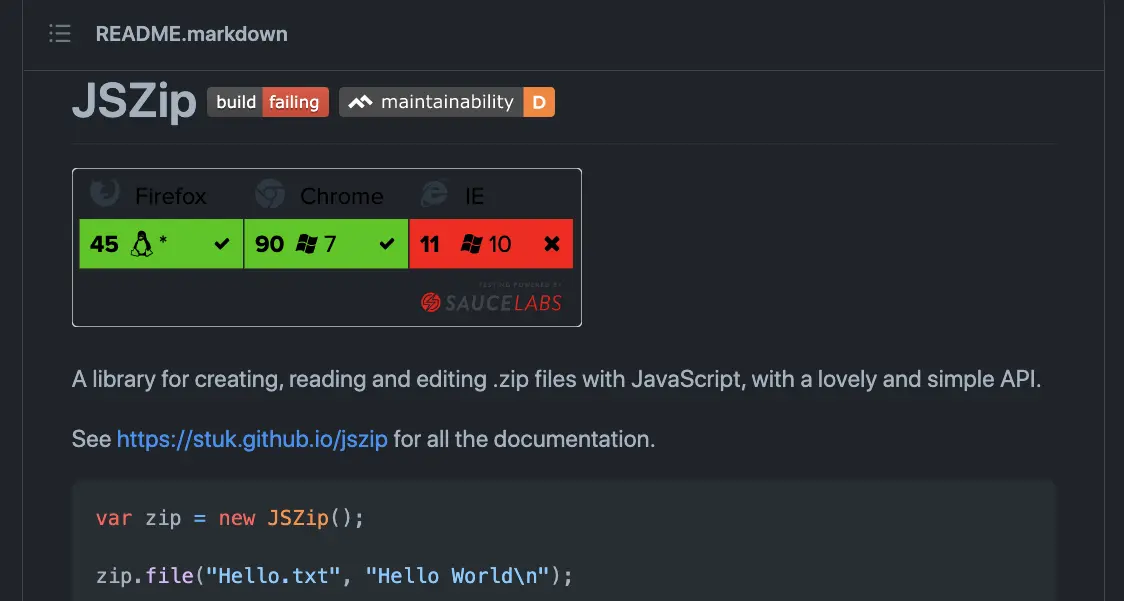 README.markdown
JSZip build failing maintainability D
Firefox Chrome IE
45 * 90 7 11 10
TESTING POWERED BY
SAUCELABS
A library for creating, reading and editing .zip files with JavaScript, with a lovely and simple API.
See https://stuk.github.io/jszip for all the documentation.
var zip = new JSZip();
zip.file("Hello.txt", "Hello World\n");